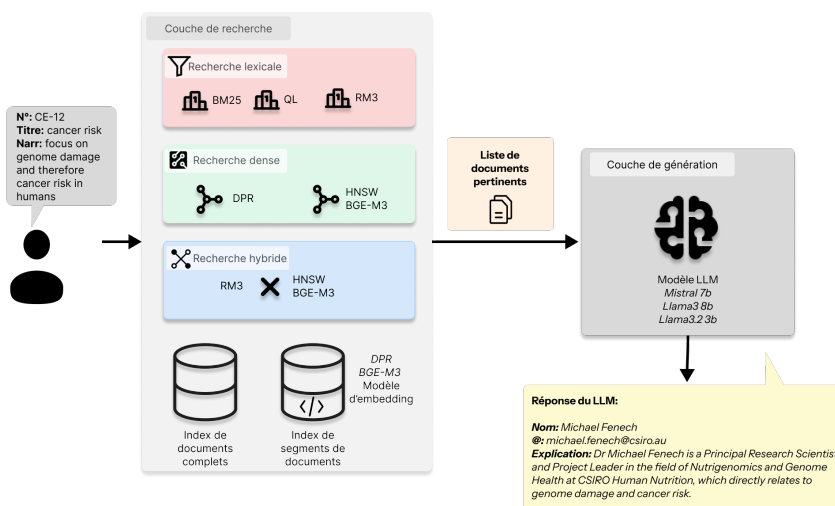 Couche de recherche
Recherche lexicale
BM25
QL
RM3
N°: CE-12
Titre: cancer risk
Narr: focus on
genome damage
and therefore
cancer risk in
humans
Recherche dense
DPR
HNSW
BGE-M3
Recherche hybride
RM3
HNSW
BGE-M3
DPR
BGE-M3
Modèle
d'embedding
Index de
documents
complets
Index de
segments de
documents
Liste de
documents
pertinents
Couche de génération
Modèle LLM
Mistral 7b
Llama3 8b
Llama3.2 3b
Réponse du LLM:
Nom: Michael Fenech
@: michael.fenech@csiro.au
Explication: Dr Michael Fenech is a Principal Research Scientist
and Project Leader in the field of Nutrigenomics and Genome
Health at CSIRO Human Nutrition, which directly relates to
genome damage and cancer risk.